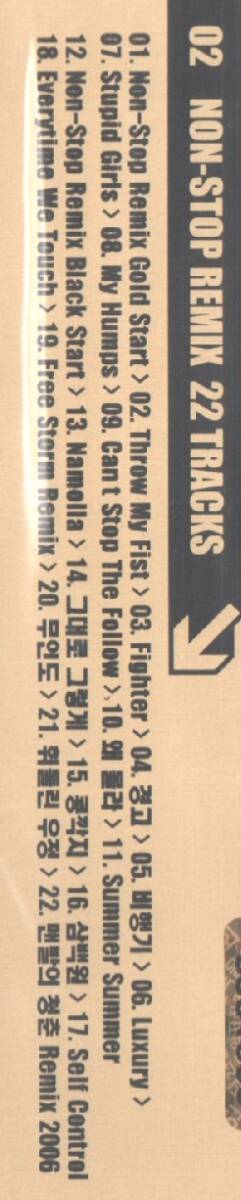 02 NON-STOP REMIX 22 TRACKS
01. Non-Stop Remix Gold Start > 02. Throw My Fist > 03. Fighter > 04. 경고 > 05. 비행기 > 06. Luxury >
07. Stupid Girls > 08. My Humps > 09. Can't Stop The Follow > 10. 왜 몰라 > 11. Summer Summer
12. Non-Stop Remix Black Start > 13. Namolla > 14. 그대로 그렇게 > 15. 콩깍지 > 16. 삼백원 > 17. Self Control
18. Everytime We Touch > 19. Free Storm Remix > 20. 무인도 > 21. 휘둘린 우정 > 22. 맨발의 청춘 Remix 2006